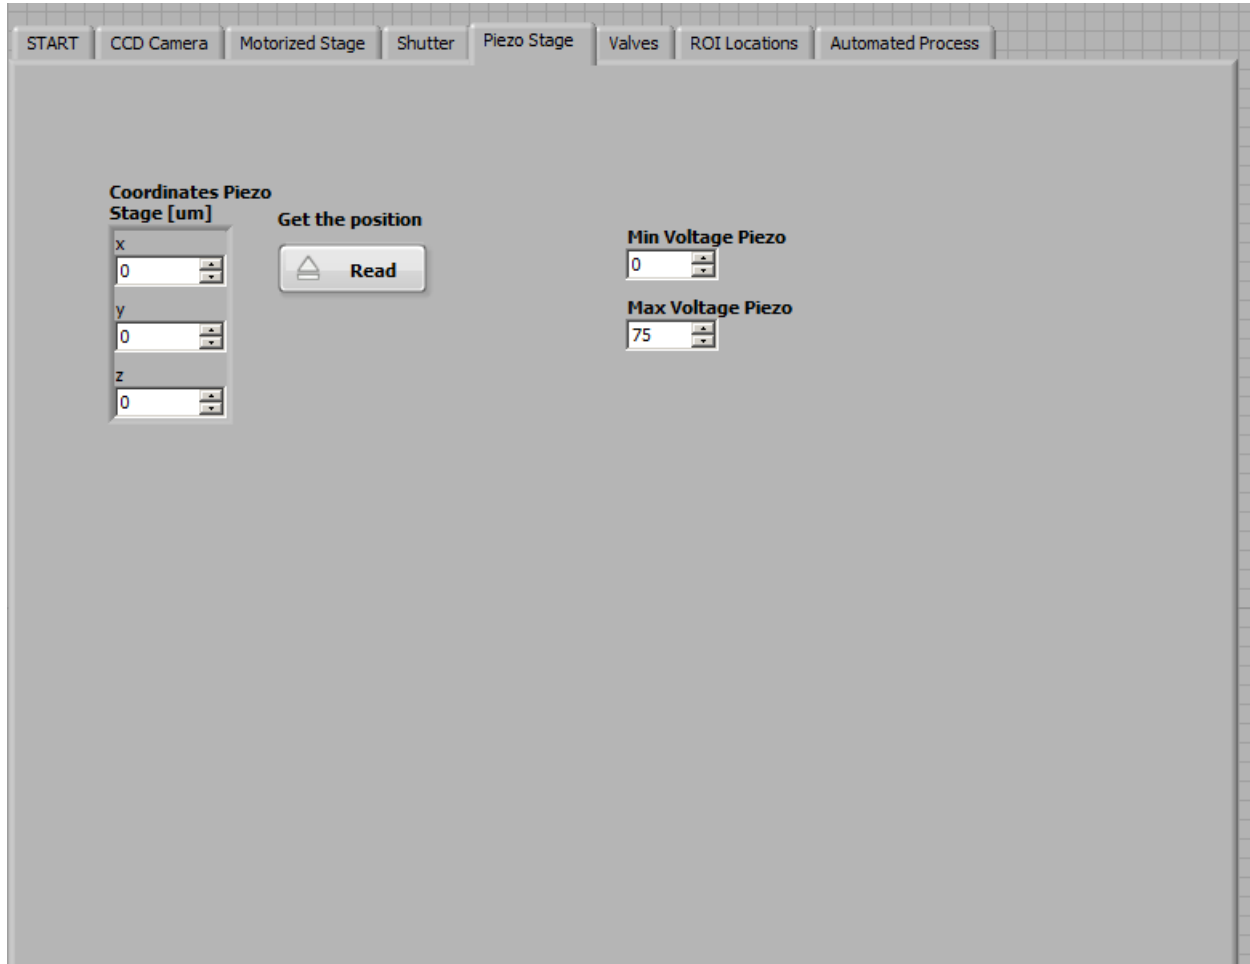 START CCD Camera Motorized Stage Shutter Piezo Stage Valves ROI Locations Automated Process
Coordinates Piezo
Stage [um]
x
0
y
0
z
0
Get the position
Read
Min Voltage Piezo
0
Max Voltage Piezo
75